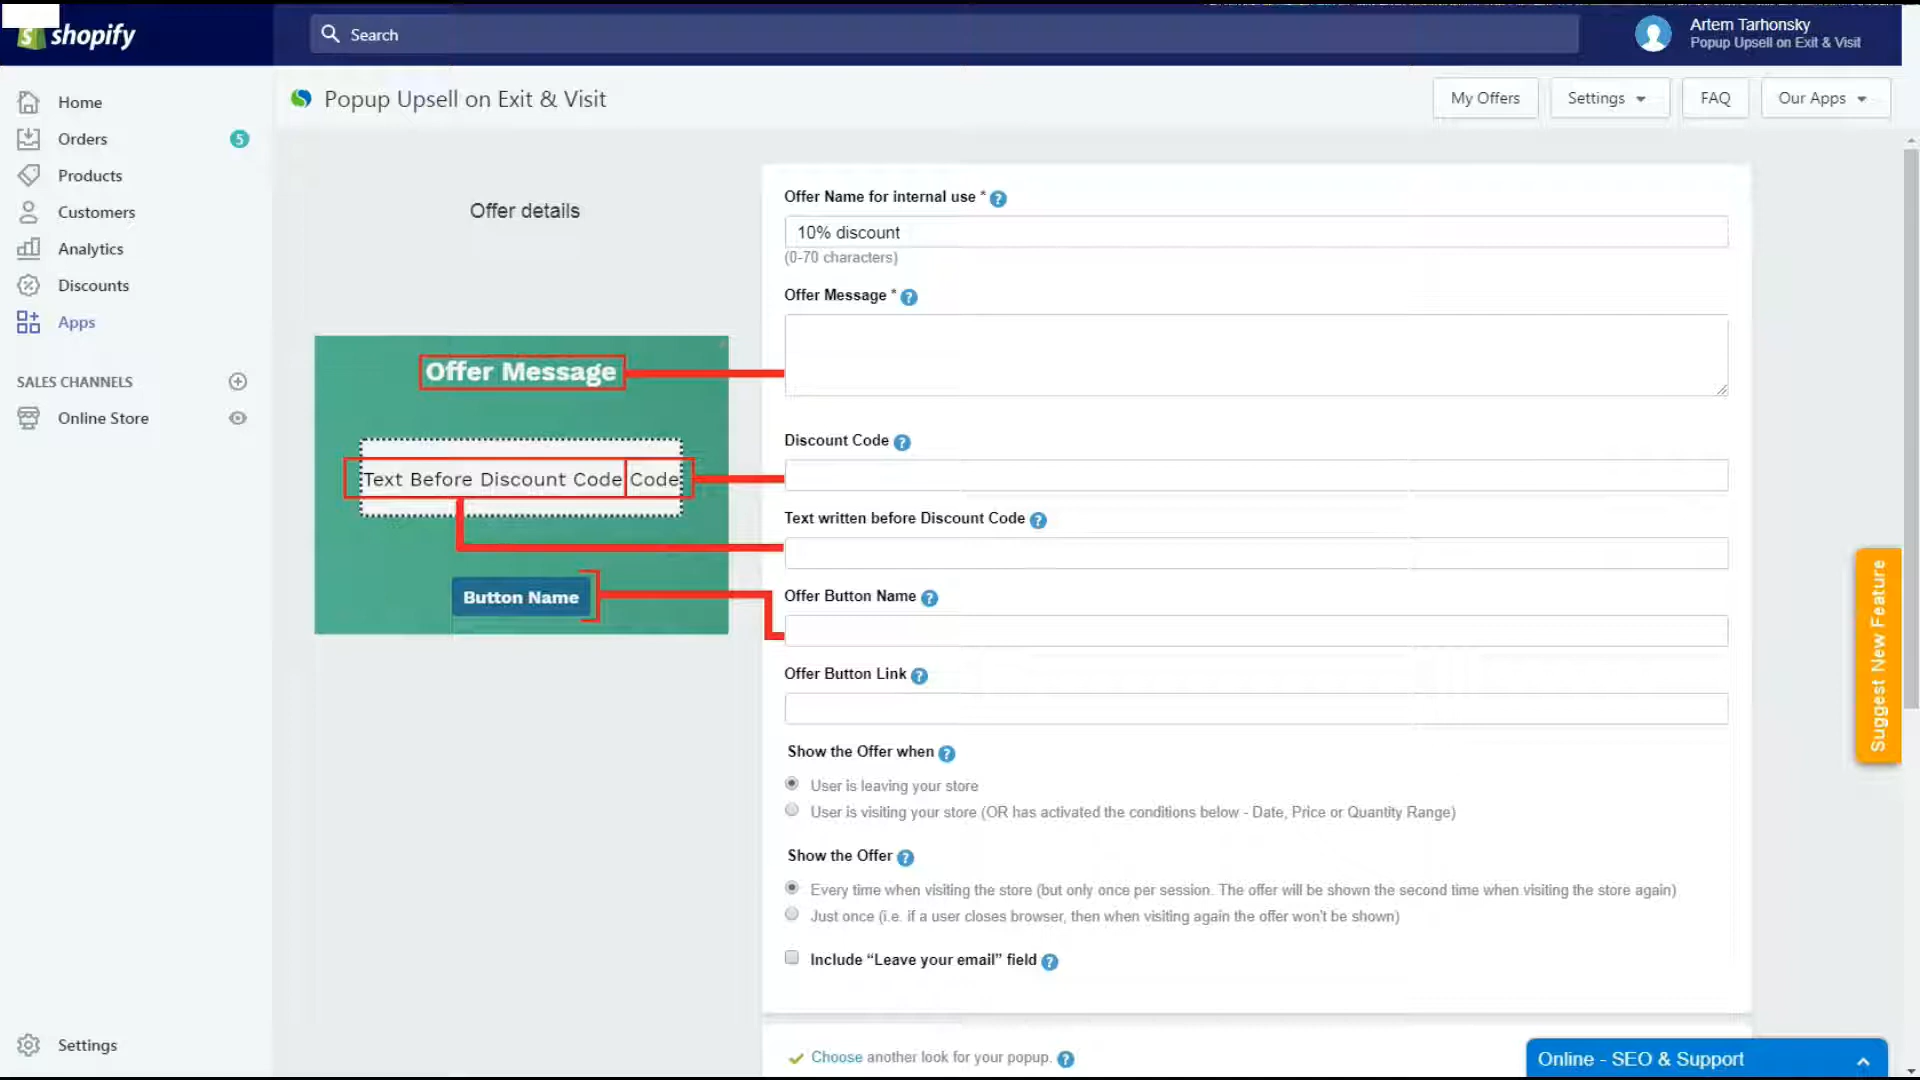 shopify
Search
Artem Tarhonsky
Popup Upsell on Exit & Visit
Home
Orders
5
Products
Customers
Analytics
Discounts
Apps
SALES CHANNELS
Online Store
Settings
Popup Upsell on Exit & Visit
My Offers
Settings
FAQ
Our Apps
Offer details
Offer Message
Text Before Discount Code Code
Button Name
Offer Name for internal use * ?
10% discount
(0-70 characters)
Offer Message * ?
Discount Code ?
Text written before Discount Code ?
Offer Button Name ?
Offer Button Link ?
Show the Offer when ?
User is leaving your store
User is visiting your store (OR has activated the conditions below - Date, Price or Quantity Range)
Show the Offer ?
Every time when visiting the store (but only once per session. The offer will be shown the second time when visiting the store again)
Just once (i.e. if a user closes browser, then when visiting again the offer won't be shown)
Include “Leave your email” field ?
Choose another look for your popup. ?
Suggest New Feature
Online - SEO & Support